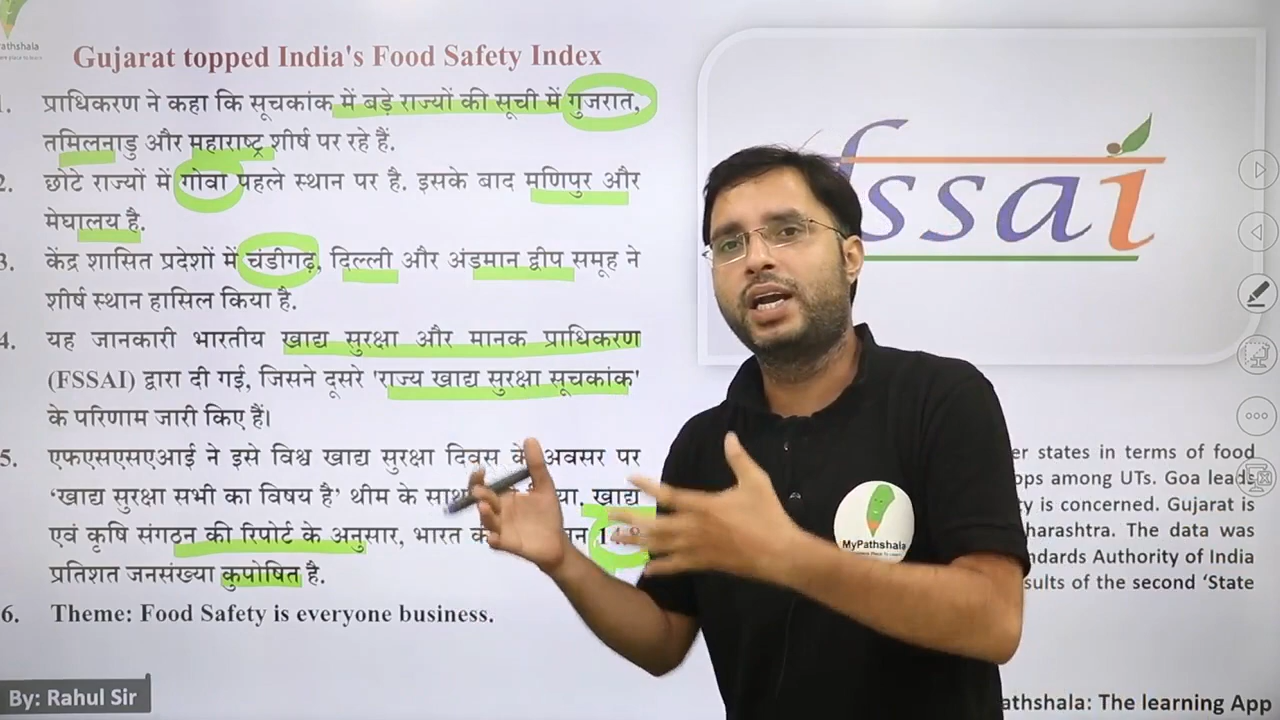 athshala
Gujarat topped India's Food Safety Index
1. प्राधिकरण ने कहा कि सूचकांक में बड़े राज्यों की सूची में गुजरात,
तमिलनाडु और महाराष्ट्र शीर्ष पर रहे हैं.
2. छोटे राज्यों में गोवा पहले स्थान पर है. इसके बाद मणिपुर और
मेघालय है.
3. केंद्र शासित प्रदेशों में चंडीगढ़, दिल्ली और अंडमान द्वीप समूह ने
शीर्ष स्थान हासिल किया है.
4. यह जानकारी भारतीय खाद्य सुरक्षा और मानक प्राधिकरण
(FSSAI) द्वारा दी गई, जिसने दूसरे 'राज्य खाद्य सुरक्षा सूचकांक'
के परिणाम जारी किए हैं।
5. एफएसएसएआई ने इसे विश्व खाद्य सुरक्षा दिवस के अवसर पर
‘खाद्य सुरक्षा सभी का विषय है’ थीम के खाद्य
एवं कृषि संगठन की रिपोर्ट के अनुसार, भारत
प्रतिशत जनसंख्या कुपोषित है.
6. Theme: Food Safety is everyone business.
fssai
er states in terms of food
ops among UTs. Goa leads
ty is concerned. Gujarat is
harashtra. The data was
ndards Authority of India
sults of the second ‘State
MyPathshala
By: Rahul Sir
athshala: The learning App